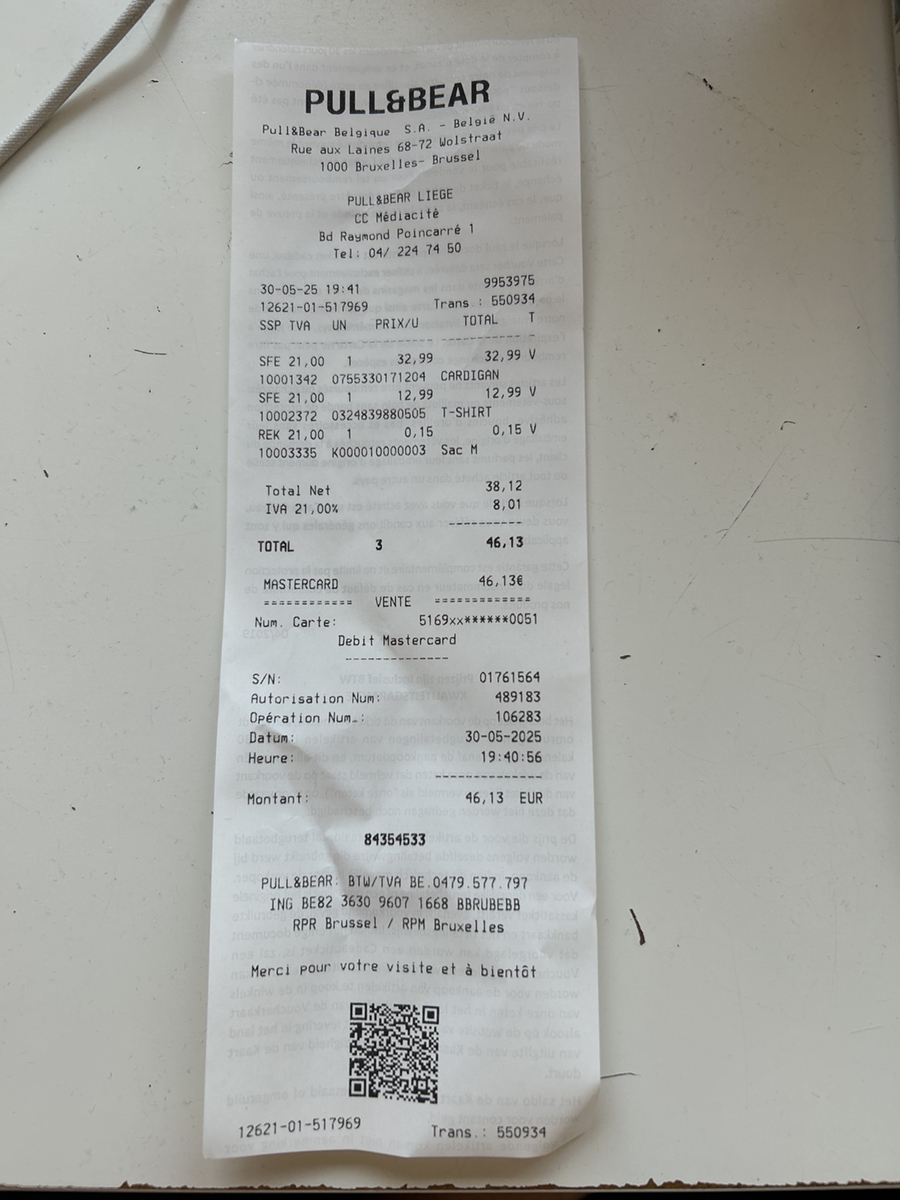 PULL&BEAR
Pull&Bear Belgique S.A. - België N.V.
Rue aux Laines 68-72 Wolstraat
1000 Bruxelles- Brussel
PULL&BEAR LIEGE
CC Médiacité
Bd Raymond Poincarré 1
Tel: 04/ 224 74 50
30-05-25 19:41 9953975
12621-01-517969 Trans : 550934
SSP TVA UN PRIX/U TOTAL T
SFE 21,00 1 32,99 32,99 V
10001342 0755330171204 CARDIGAN
SFE 21,00 1 12,99 12,99 V
10002372 0324839880505 T-SHIRT
REK 21,00 1 0,15 0,15 V
10003335 K000010000003 Sac M
Total Net 38,12
IVA 21,00% 8,01
----------
TOTAL 3 46,13
MASTERCARD 46,13€
============ VENTE =============
Num. Carte: 5169xx******0051
Debit Mastercard
--------------
S/N: 01761564
Autorisation Num: 489183
Opération Num.: 106283
Datum: 30-05-2025
Heure: 19:40:56
--------------
Montant: 46,13 EUR
84354533
PULL&BEAR: BTW/TVA BE.0479.577.797
ING BE82 3630 9607 1668 BBRUBEBB
RPR Brussel / RPM Bruxelles
Merci pour votre visite et à bientôt
12621-01-517969 Trans.: 550934